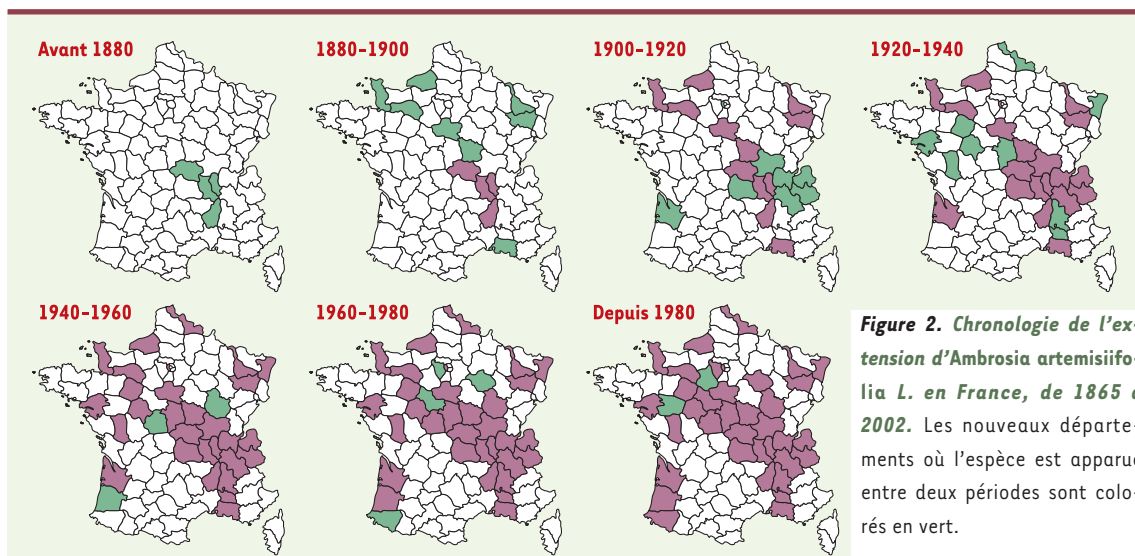 Avant 1880
1880-1900
1900-1920
1920-1940
1940-1960
1960-1980
Depuis 1980
Figure 2. Chronologie de l'ex-
tension d'Ambrosia artemisiifo-
lia L. en France, de 1865 à
2002. Les nouveaux départe-
ments où l'espèce est apparue
entre deux périodes sont colo-
rés en vert.